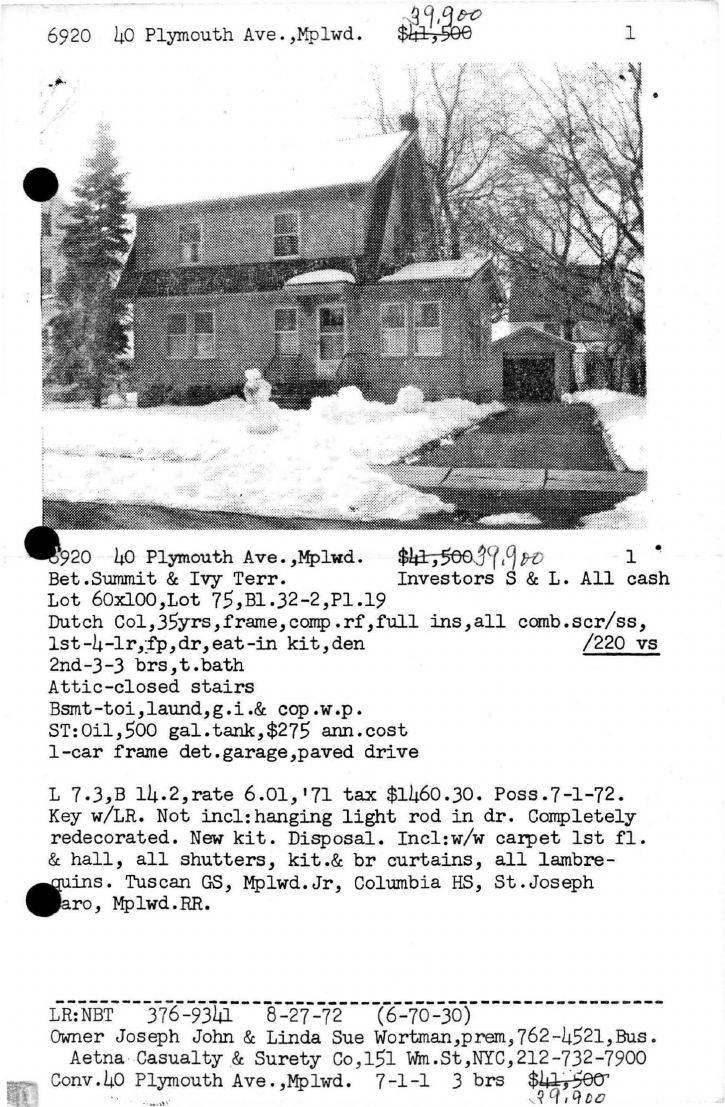 39,900
6920 40 Plymouth Ave.,Mplwd. $41,500 1
6920 40 Plymouth Ave.,Mplwd. $41,500 39,900 1
Bet.Summit & Ivy Terr. Investors S & L. All cash
Lot 60x100,Lot 75,Bl.32-2,Pl.19
Dutch Col,35yrs,frame,comp.rf,full ins,all comb.scr/ss,
1st-4-lr,fp,dr,eat-in kit,den /220 vs
2nd-3-3 brs,t.bath
Attic-closed stairs
Bsmt-toi,laund,g.i.& cop.w.p.
ST:Oil,500 gal.tank,$275 ann.cost
1-car frame det.garage,paved drive
L 7.3,B 14.2,rate 6.01,'71 tax $1460.30. Poss.7-1-72.
Key w/LR. Not incl:hanging light rod in dr. Completely
redecorated. New kit. Disposal. Incl:w/w carpet 1st fl.
& hall, all shutters, kit.& br curtains, all lambre-
quins. Tuscan GS, Mplwd.Jr, Columbia HS, St.Joseph
aro, Mplwd.RR.
LR:NBT 376-9341 8-27-72 (6-70-30)
Owner Joseph John & Linda Sue Wortman,prem,762-4521,Bus.
Aetna Casualty & Surety Co,151 Wm.St,NYC,212-732-7900
Conv.40 Plymouth Ave.,Mplwd. 7-1-1 3 brs $41,500
39,900